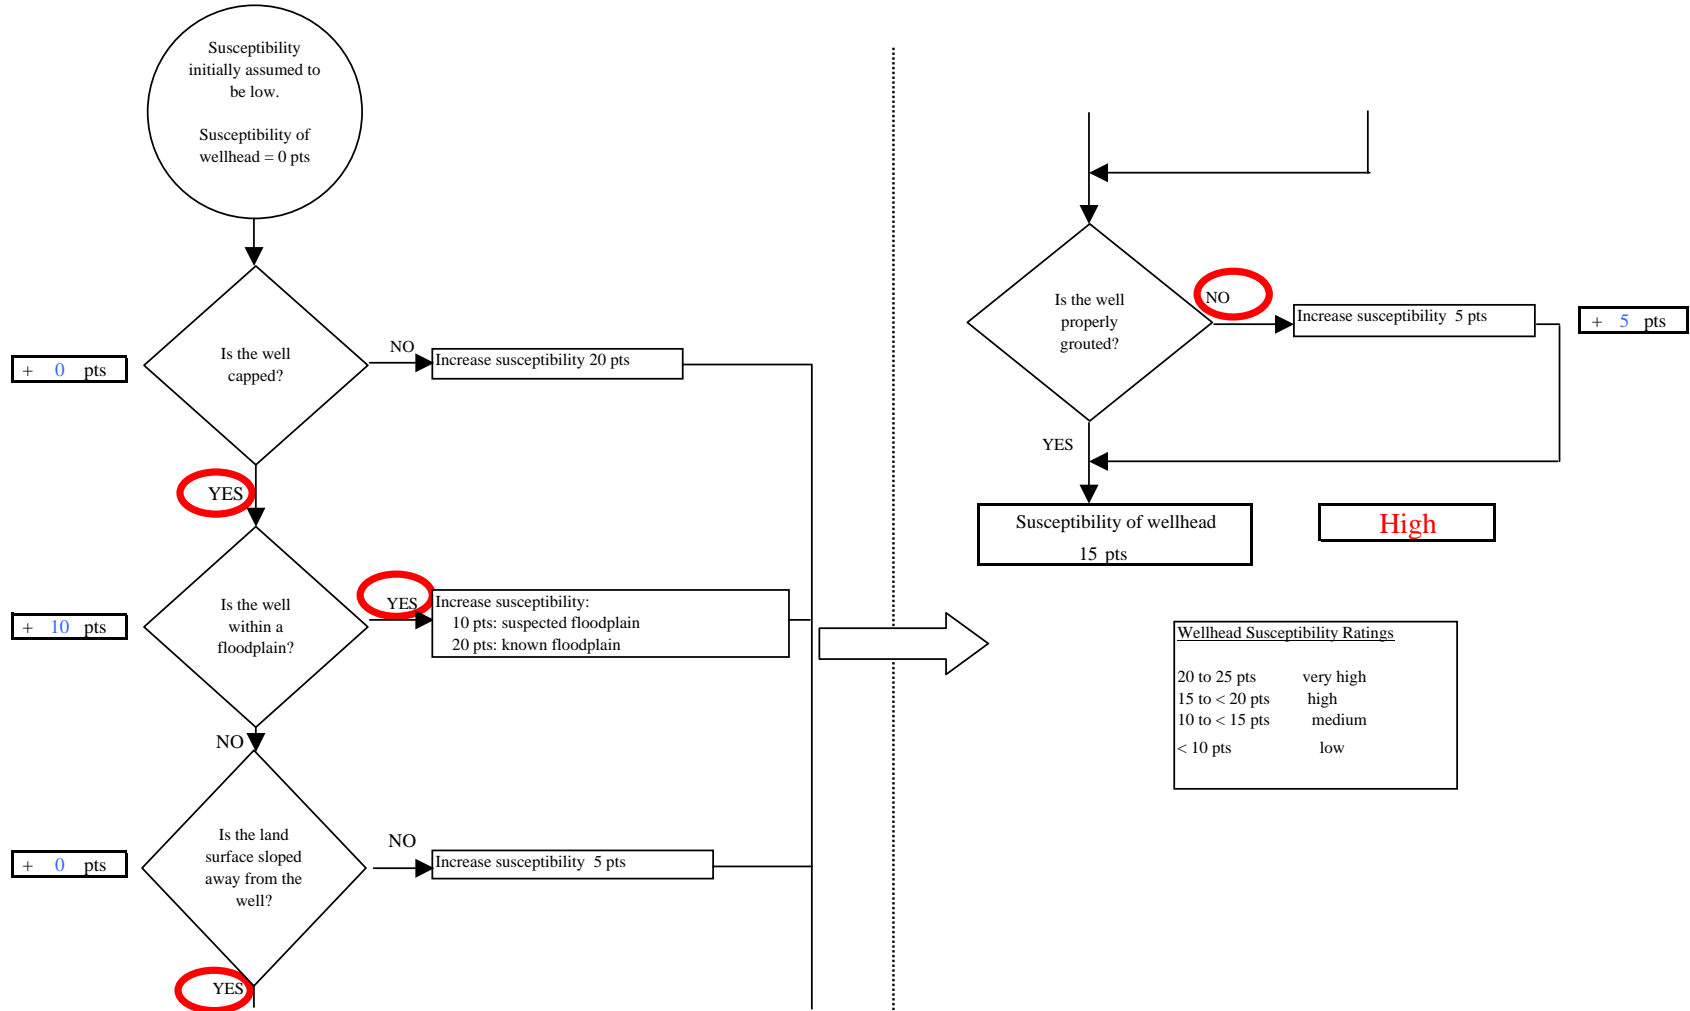 Susceptibility
initially assumed to
be low.
Susceptibility of
wellhead = 0 pts
Is the well
capped?
NO
Increase susceptibility 20 pts
+ 0 pts
YES
Is the well
within a
floodplain?
YES
Increase susceptibility:
10 pts: suspected floodplain
20 pts: known floodplain
+ 10 pts
NO
Is the land
surface sloped
away from the
well?
NO
Increase susceptibility 5 pts
+ 0 pts
YES
Is the well
properly
grouted?
NO
Increase susceptibility 5 pts
+ 5 pts
YES
Susceptibility of wellhead
15 pts
High
Wellhead Susceptibility Ratings
20 to 25 pts very high
15 to < 20 pts high
10 to < 15 pts medium
< 10 pts low